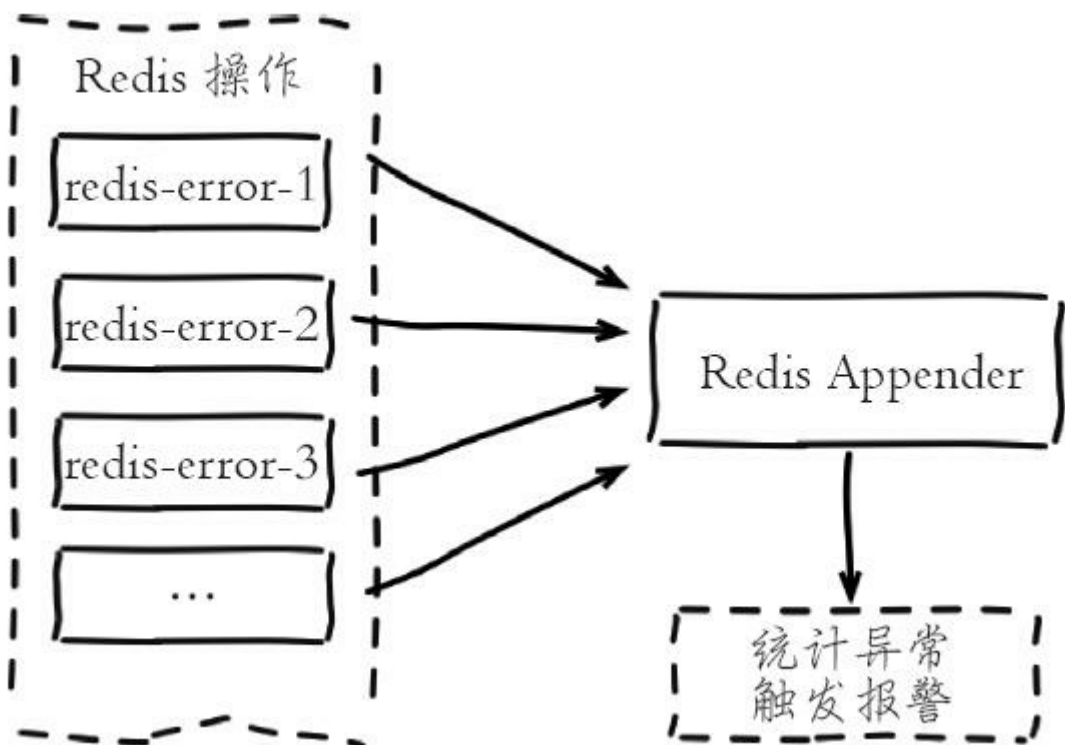 Redis 操作
redis-error-1
redis-error-2
redis-error-3
...
Redis Appender
统计异常
触发报警